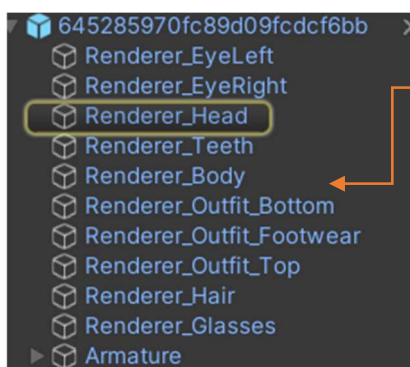 645285970fc89d09fcdcf6bb
Renderer_EyeLeft
Renderer_EyeRight
Renderer_Head
Renderer_Teeth
Renderer_Body
Renderer_Outfit_Bottom
Renderer_Outfit_Footwear
Renderer_Outfit_Top
Renderer_Hair
Renderer_Glasses
Armature